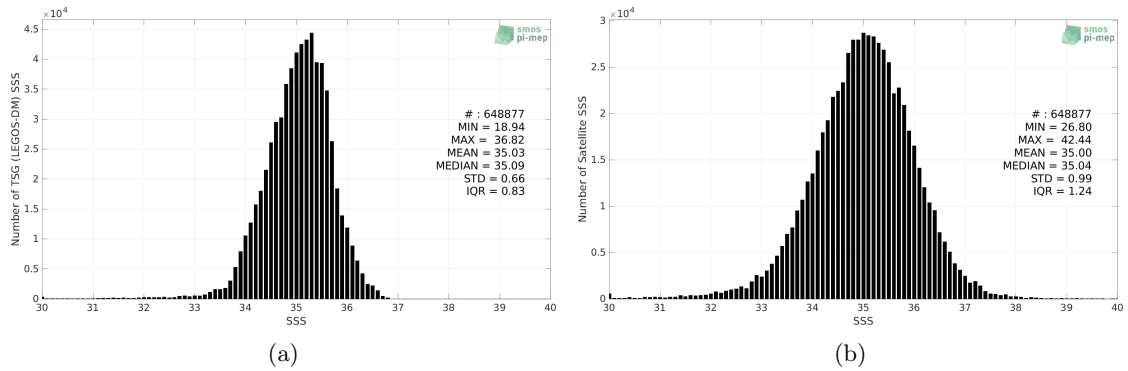 ×10⁴
4.5
4
3.5
3
2.5
2
1.5
1
0.5
0
Number of TSG (LEGOS-DM) SSS
smos
pi-mep
# : 648877
MIN = 18.94
MAX = 36.82
MEAN = 35.03
MEDIAN = 35.09
STD = 0.66
IQR = 0.83
30 31 32 33 34 35 36 37 38 39 40
SSS
(a)
×10⁴
3
2.5
2
1.5
1
0.5
0
Number of Satellite SSS
smos
pi-mep
# : 648877
MIN = 26.80
MAX = 42.44
MEAN = 35.00
MEDIAN = 35.04
STD = 0.99
IQR = 1.24
30 31 32 33 34 35 36 37 38 39 40
SSS
(b)